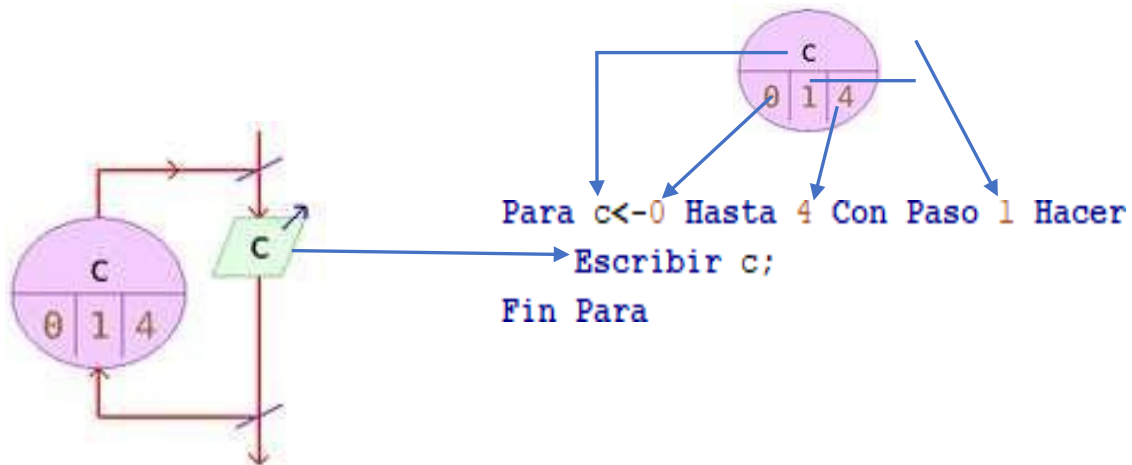 c
0 1 4
C
C
0 1 4
Para c<-0 Hasta 4 Con Paso 1 Hacer
Escribir c;
Fin Para